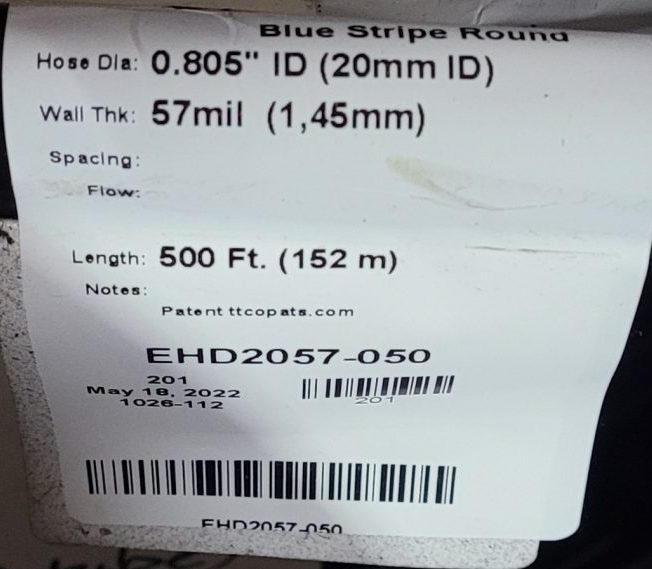 Blue Stripe Round
Hose Dia: 0.805" ID (20mm ID)
Wall Thk: 57mil (1,45mm)
Spacing:
Flow:
Length: 500 Ft. (152 m)
Notes:
Patent ttcopats.com
EHD2057-050
201
May 18, 2022
1026-112
201
EHD2057-050